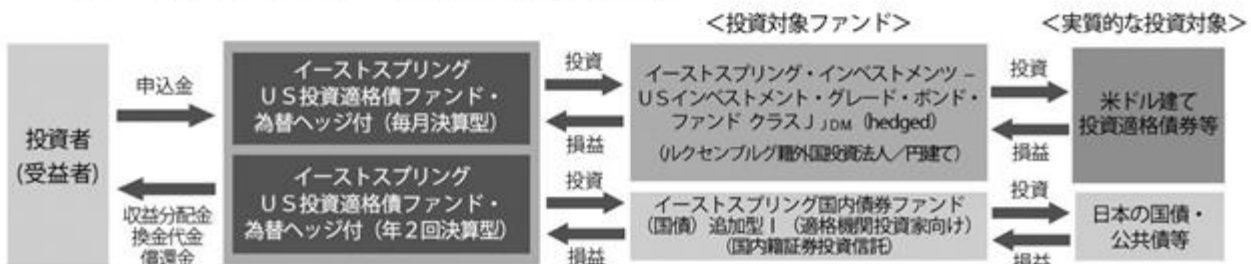 <投資対象ファンド>
<実質的な投資対象>
投資者
(受益者)
申込金
収益分配金
換金代金
償還金
イーストスプリング
US投資適格債ファンド・
為替ヘッジ付(毎月決算型)
イーストスプリング
US投資適格債ファンド・
為替ヘッジ付(年2回決算型)
投資
損益
投資
損益
イーストスプリング・インベストメンツ –
USインベストメント・グレード・ボンド・
ファンド クラスJ JDM (hedged)
(ルクセンブルグ籍外国投資法人/円建て)
イーストスプリング国内債券ファンド
(国債)追加型I(適格機関投資家向け)
(国内籍証券投資信託)
投資
損益
投資
損益
米ドル建て
投資適格債券等
日本の国債・
公共債等